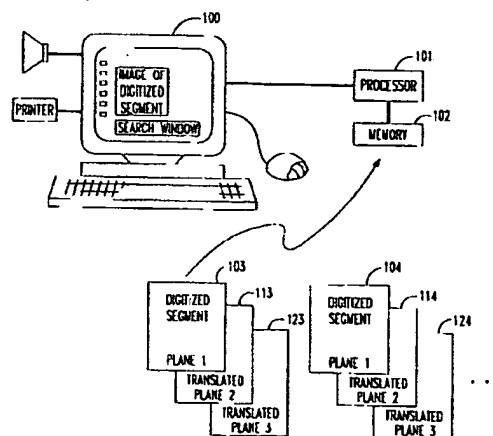 100
IMAGE OF
DIGITIZED
SEGMENT
SEARCH WINDOW
PRINTER
101
PROCESSOR
102
MEMORY
103
DIGITIZED
SEGMENT
PLANE 1
113
TRANSLATED
PLANE 2
123
TRANSLATED
PLANE 3
104
DIGITIZED
SEGMENT
PLANE 1
114
TRANSLATED
PLANE 2
124
TRANSLATED
PLANE 3
. .